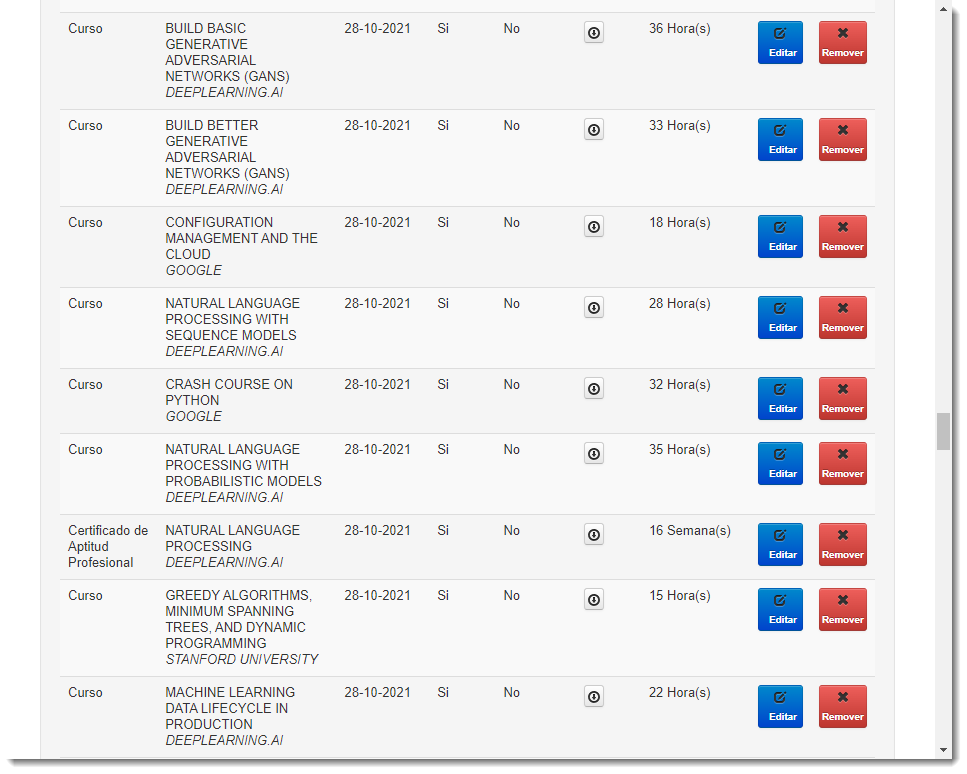 Curso BUILD BASIC 28-10-2021 Si No 36 Hora(s)
GENERATIVE
ADVERSARIAL
NETWORKS (GANS)
DEEPLEARNING.AI
Editar Remover
Curso BUILD BETTER 28-10-2021 Si No 33 Hora(s)
GENERATIVE
ADVERSARIAL
NETWORKS (GANS)
DEEPLEARNING.AI
Editar Remover
Curso CONFIGURATION 28-10-2021 Si No 18 Hora(s)
MANAGEMENT AND THE
CLOUD
GOOGLE
Editar Remover
Curso NATURAL LANGUAGE 28-10-2021 Si No 28 Hora(s)
PROCESSING WITH
SEQUENCE MODELS
DEEPLEARNING.AI
Editar Remover
Curso CRASH COURSE ON 28-10-2021 Si No 32 Hora(s)
PYTHON
GOOGLE
Editar Remover
Curso NATURAL LANGUAGE 28-10-2021 Si No 35 Hora(s)
PROCESSING WITH
PROBABILISTIC MODELS
DEEPLEARNING.AI
Editar Remover
Certificado de NATURAL LANGUAGE 28-10-2021 Si No 16 Semana(s)
Aptitud PROCESSING
Profesional DEEPLEARNING.AI
Editar Remover
Curso GREEDY ALGORITHMS, 28-10-2021 Si No 15 Hora(s)
MINIMUM SPANNING
TREES, AND DYNAMIC
PROGRAMMING
STANFORD UNIVERSITY
Editar Remover
Curso MACHINE LEARNING 28-10-2021 Si No 22 Hora(s)
DATA LIFECYCLE IN
PRODUCTION
DEEPLEARNING.AI
Editar Remover